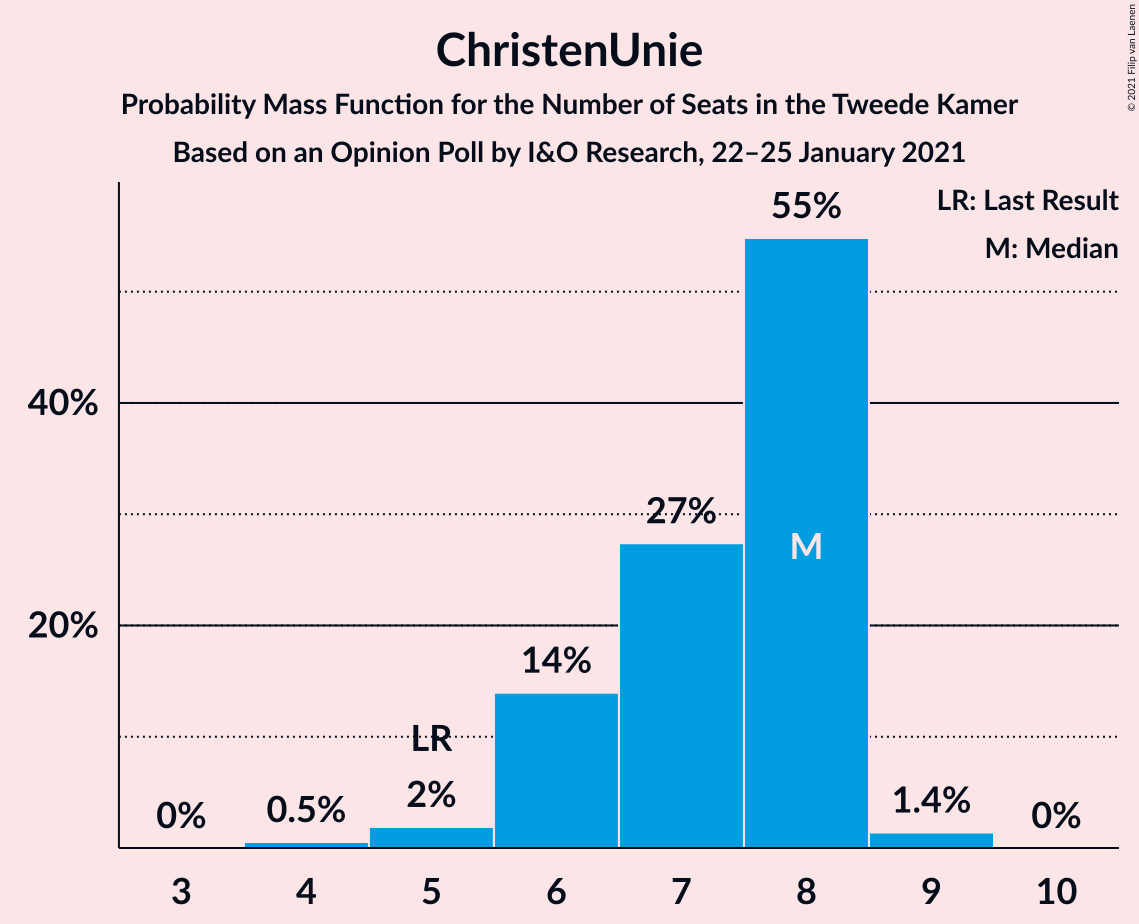 ChristenUnie
Probability Mass Function for the Number of Seats in the Tweede Kamer
Based on an Opinion Poll by I&O Research, 22–25 January 2021
© 2021 Filip van Laenen
LR: Last Result
M: Median
55%
40%
27%
M
20%
14%
LR
0%
0.5%
2%
1.4%
0%
3 4 5 6 7 8 9 10